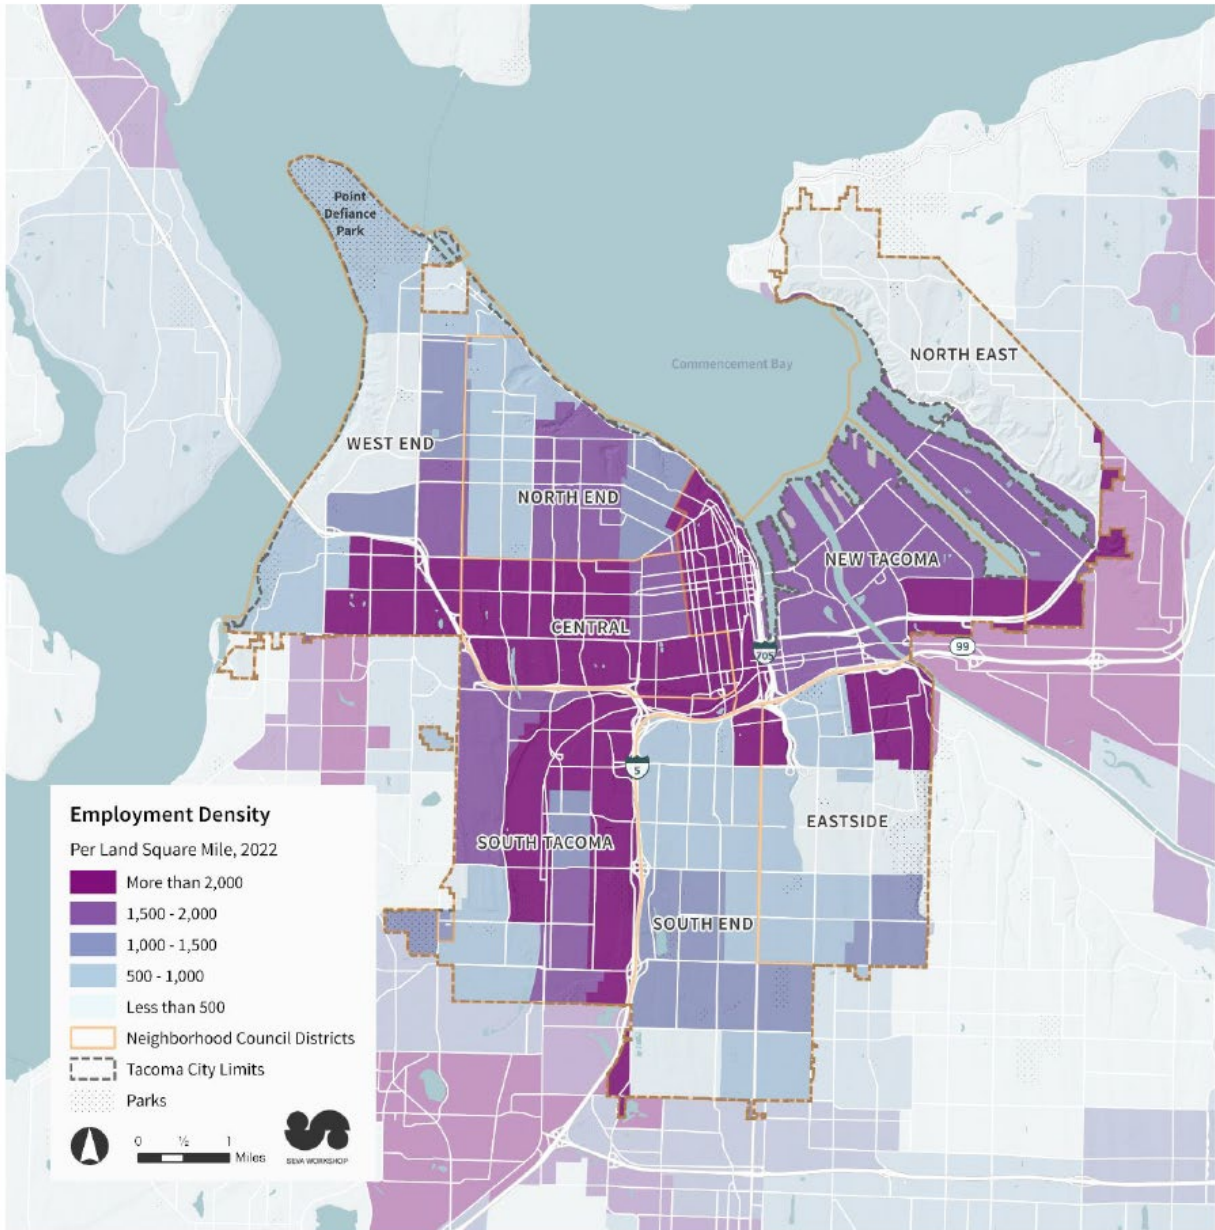 Point
Defiance
Park
NORTH EAST
Commencement Bay
WEST END
NORTH END
NEW TACOMA
CENTRAL
705
99
5
EASTSIDE
SOUTH TACOMA
SOUTH END
Employment Density
Per Land Square Mile, 2022
More than 2,000
1,500 - 2,000
1,000 - 1,500
500 - 1,000
Less than 500
Neighborhood Council Districts
Tacoma City Limits
Parks
0 ½ 1
Miles
SEVA WORKSHOP